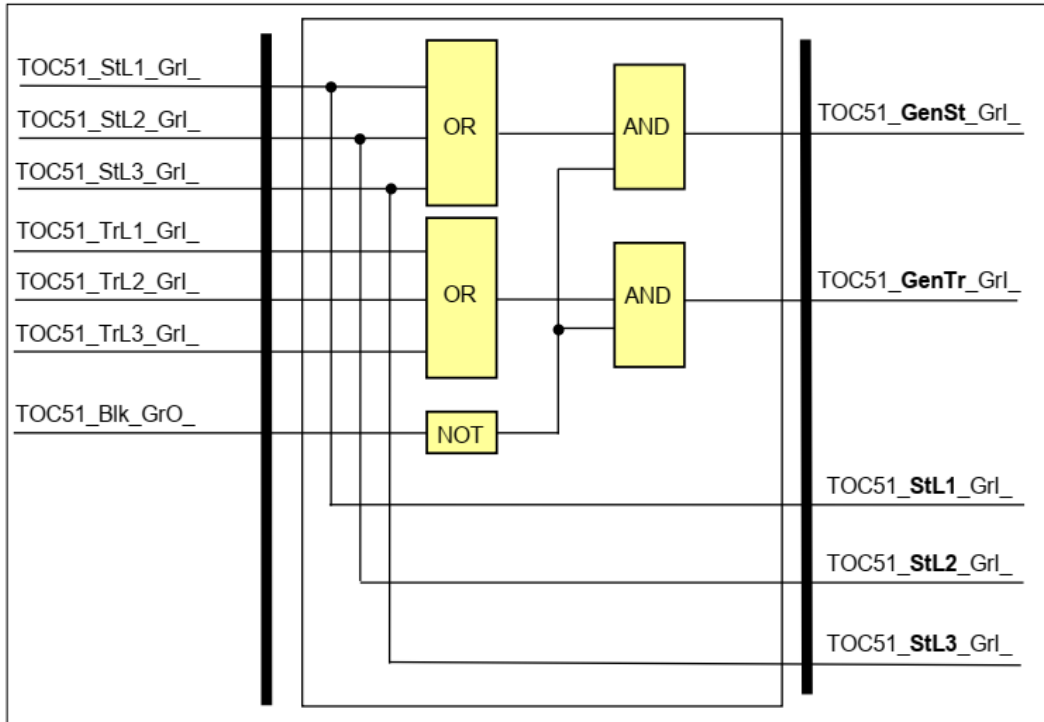 TOC51_StL1_GrI_
TOC51_StL2_GrI_
TOC51_StL3_GrI_
TOC51_TrL1_GrI_
TOC51_TrL2_GrI_
TOC51_TrL3_GrI_
TOC51_Blk_GrO_
OR
OR
NOT
AND
AND
TOC51_GenSt_GrI_
TOC51_GenTr_GrI_
TOC51_StL1_GrI_
TOC51_StL2_GrI_
TOC51_StL3_GrI_